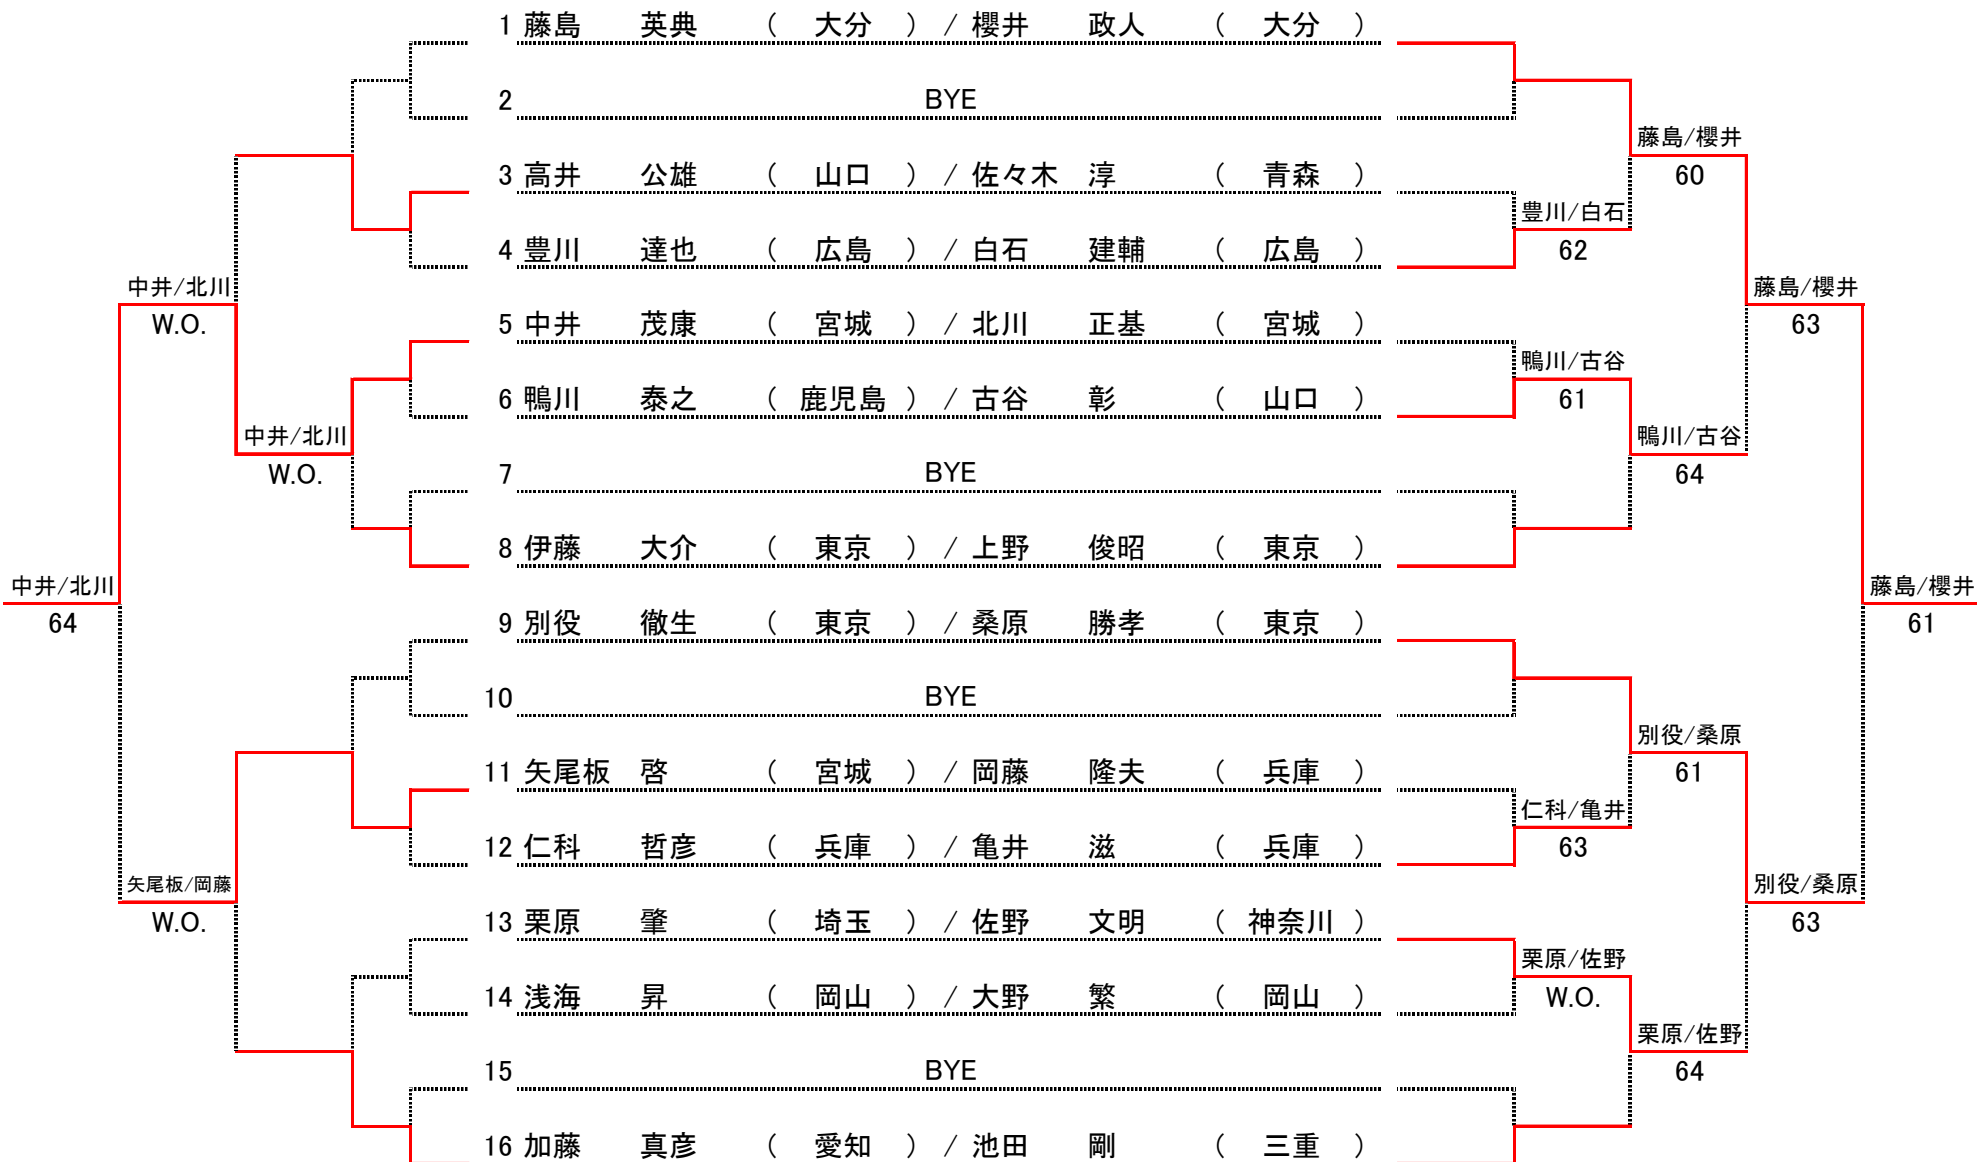 1 藤島 英典 ( 大分 ) / 櫻井 政人 ( 大分 )
2 BYE
藤島/櫻井
3 高井 公雄 ( 山口 ) / 佐々木 淳 ( 青森 )
60
豊川/白石
4 豊川 達也 ( 広島 ) / 白石 建輔 ( 広島 )
62
中井/北川
藤島/櫻井
W.O.
5 中井 茂康 ( 宮城 ) / 北川 正基 ( 宮城 )
63
鴨川/古谷
6 鴨川 泰之 ( 鹿児島 ) / 古谷 彰 ( 山口 )
61
中井/北川
鴨川/古谷
W.O.
7 BYE
64
8 伊藤 大介 ( 東京 ) / 上野 俊昭 ( 東京 )
中井/北川
藤島/櫻井
64
9 別役 徹生 ( 東京 ) / 桑原 勝孝 ( 東京 )
61
10 BYE
別役/桑原
11 矢尾板 啓 ( 宮城 ) / 岡藤 隆夫 ( 兵庫 )
61
仁科/亀井
12 仁科 哲彦 ( 兵庫 ) / 亀井 滋 ( 兵庫 )
63
矢尾板/岡藤
別役/桑原
W.O.
13 栗原 肇 ( 埼玉 ) / 佐野 文明 ( 神奈川 )
63
栗原/佐野
14 浅海 昇 ( 岡山 ) / 大野 繁 ( 岡山 )
W.O.
栗原/佐野
15 BYE
64
16 加藤 真彦 ( 愛知 ) / 池田 剛 ( 三重 )